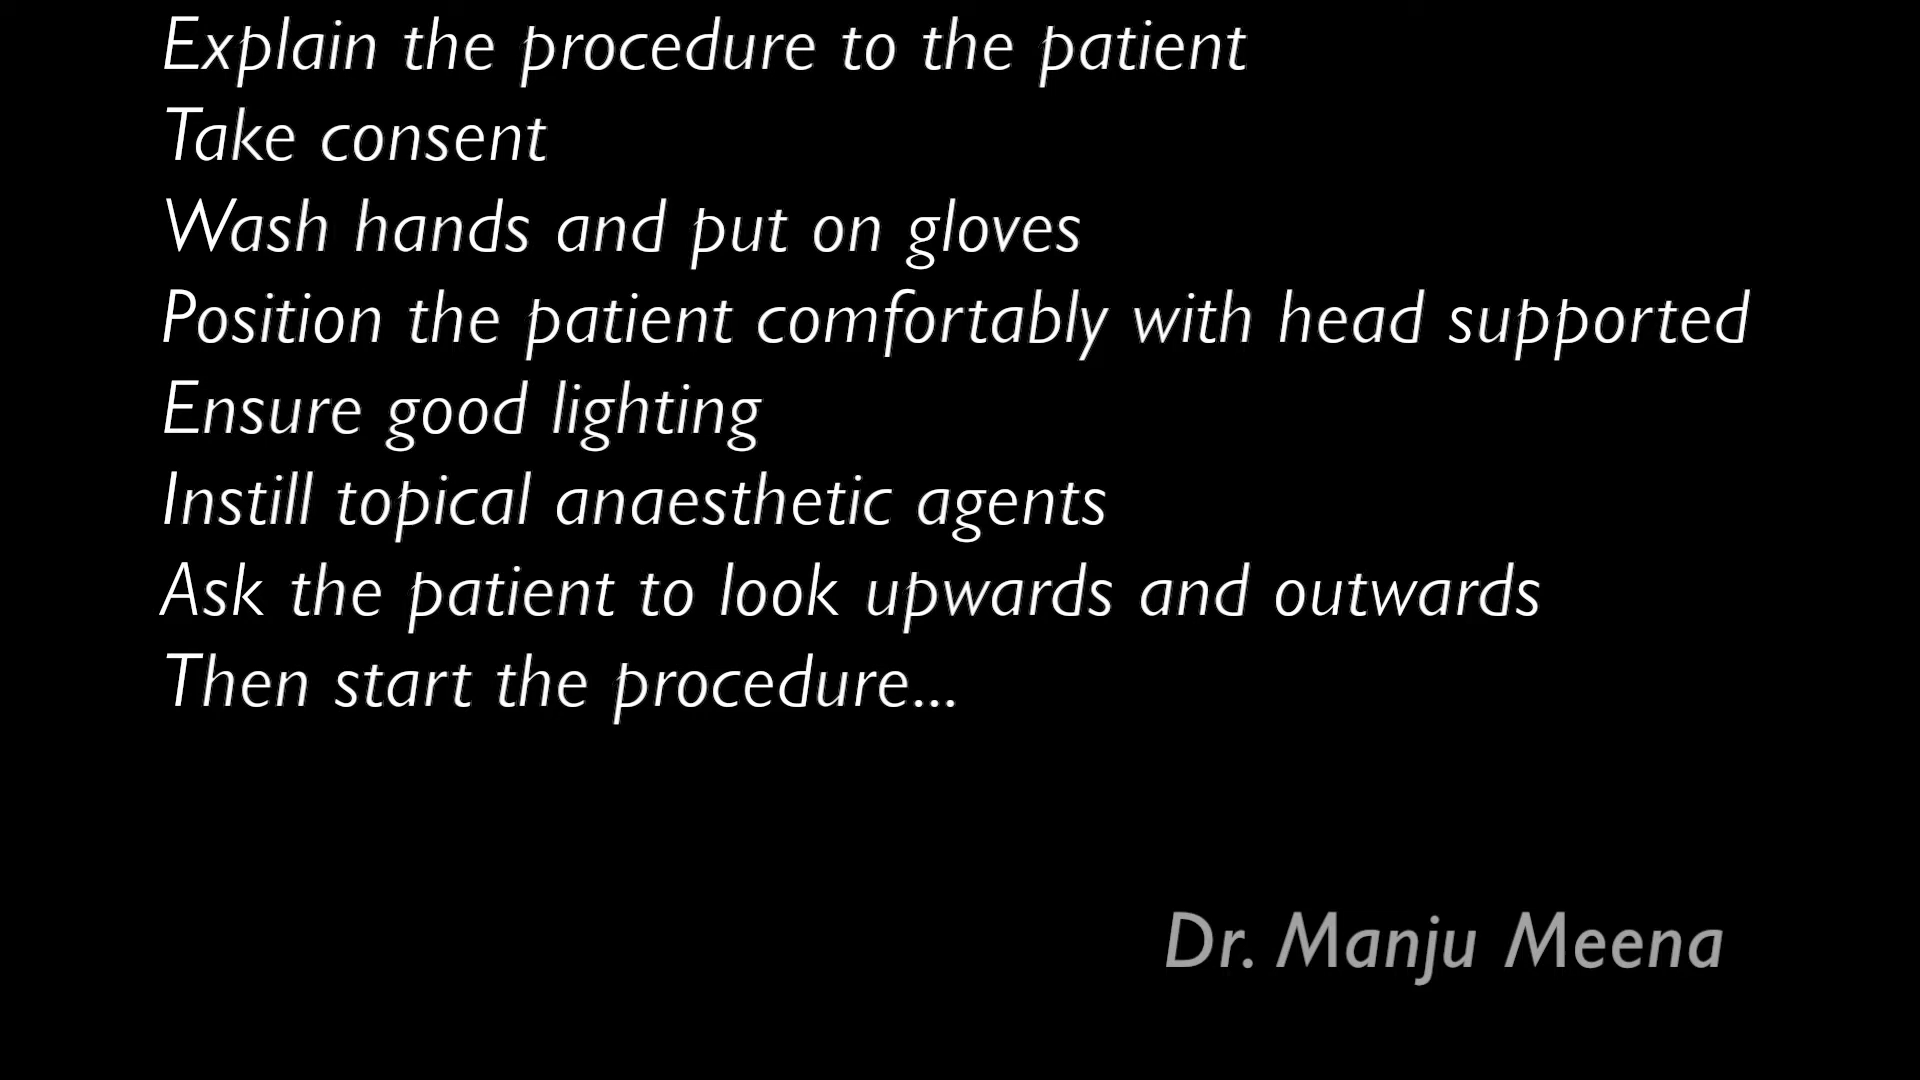 Explain the procedure to the patient
Take consent
Wash hands and put on gloves
Position the patient comfortably with head supported
Ensure good lighting
Instill topical anaesthetic agents
Ask the patient to look upwards and outwards
Then start the procedure...
Dr. Manju Meena